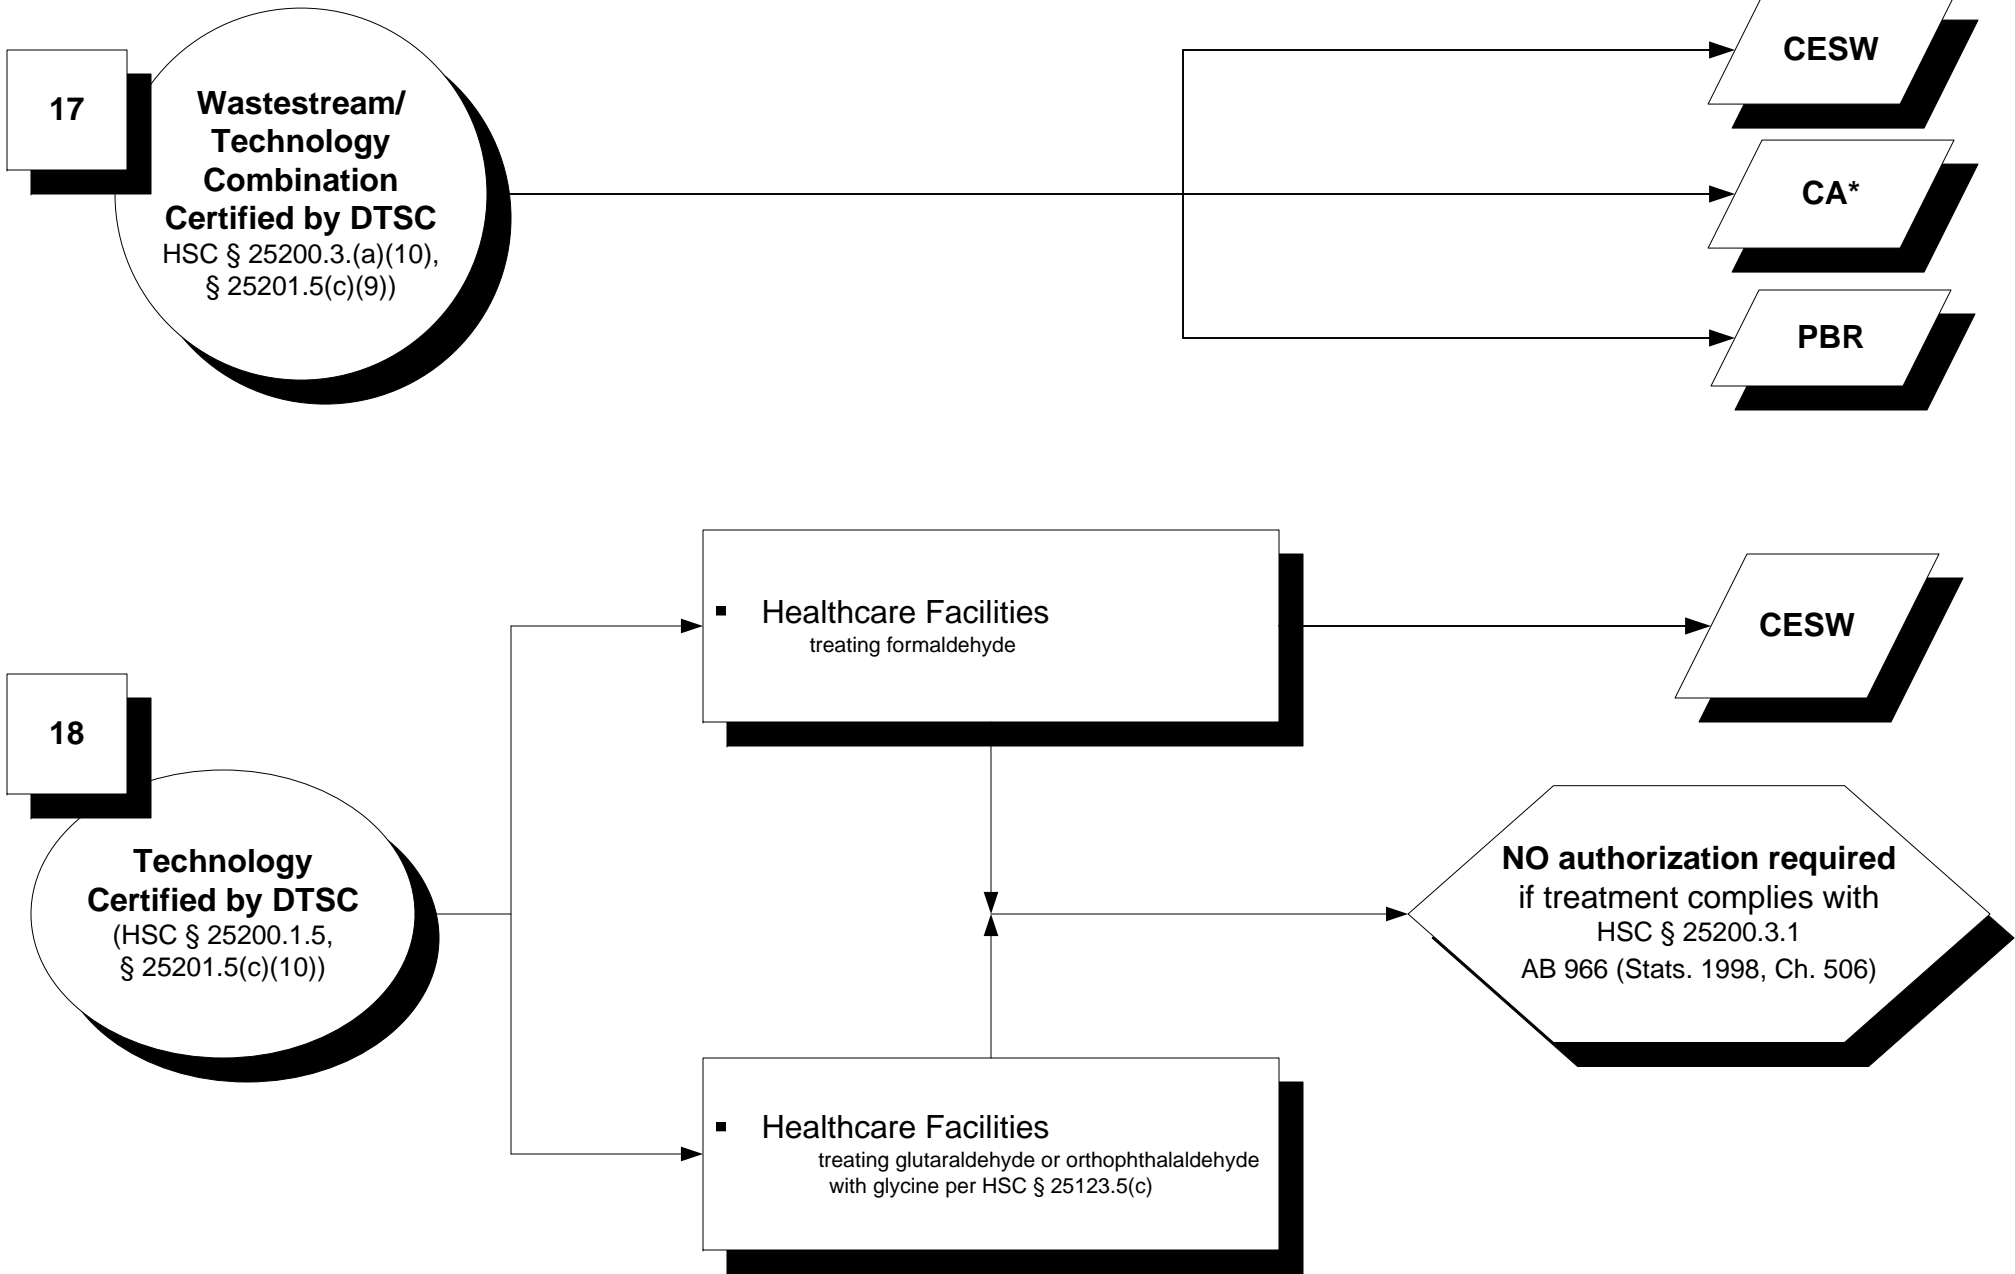 17
Wastestream/
Technology
Combination
Certified by DTSC
HSC § 25200.3.(a)(10),
§ 25201.5(c)(9))
CESW
CA*
PBR
18
Technology
Certified by DTSC
(HSC § 25200.1.5,
§ 25201.5(c)(10))
▪ Healthcare Facilities
treating formaldehyde
CESW
NO authorization required
if treatment complies with
HSC § 25200.3.1
AB 966 (Stats. 1998, Ch. 506)
▪ Healthcare Facilities
treating glutaraldehyde or orthophthalaldehyde
with glycine per HSC § 25123.5(c)